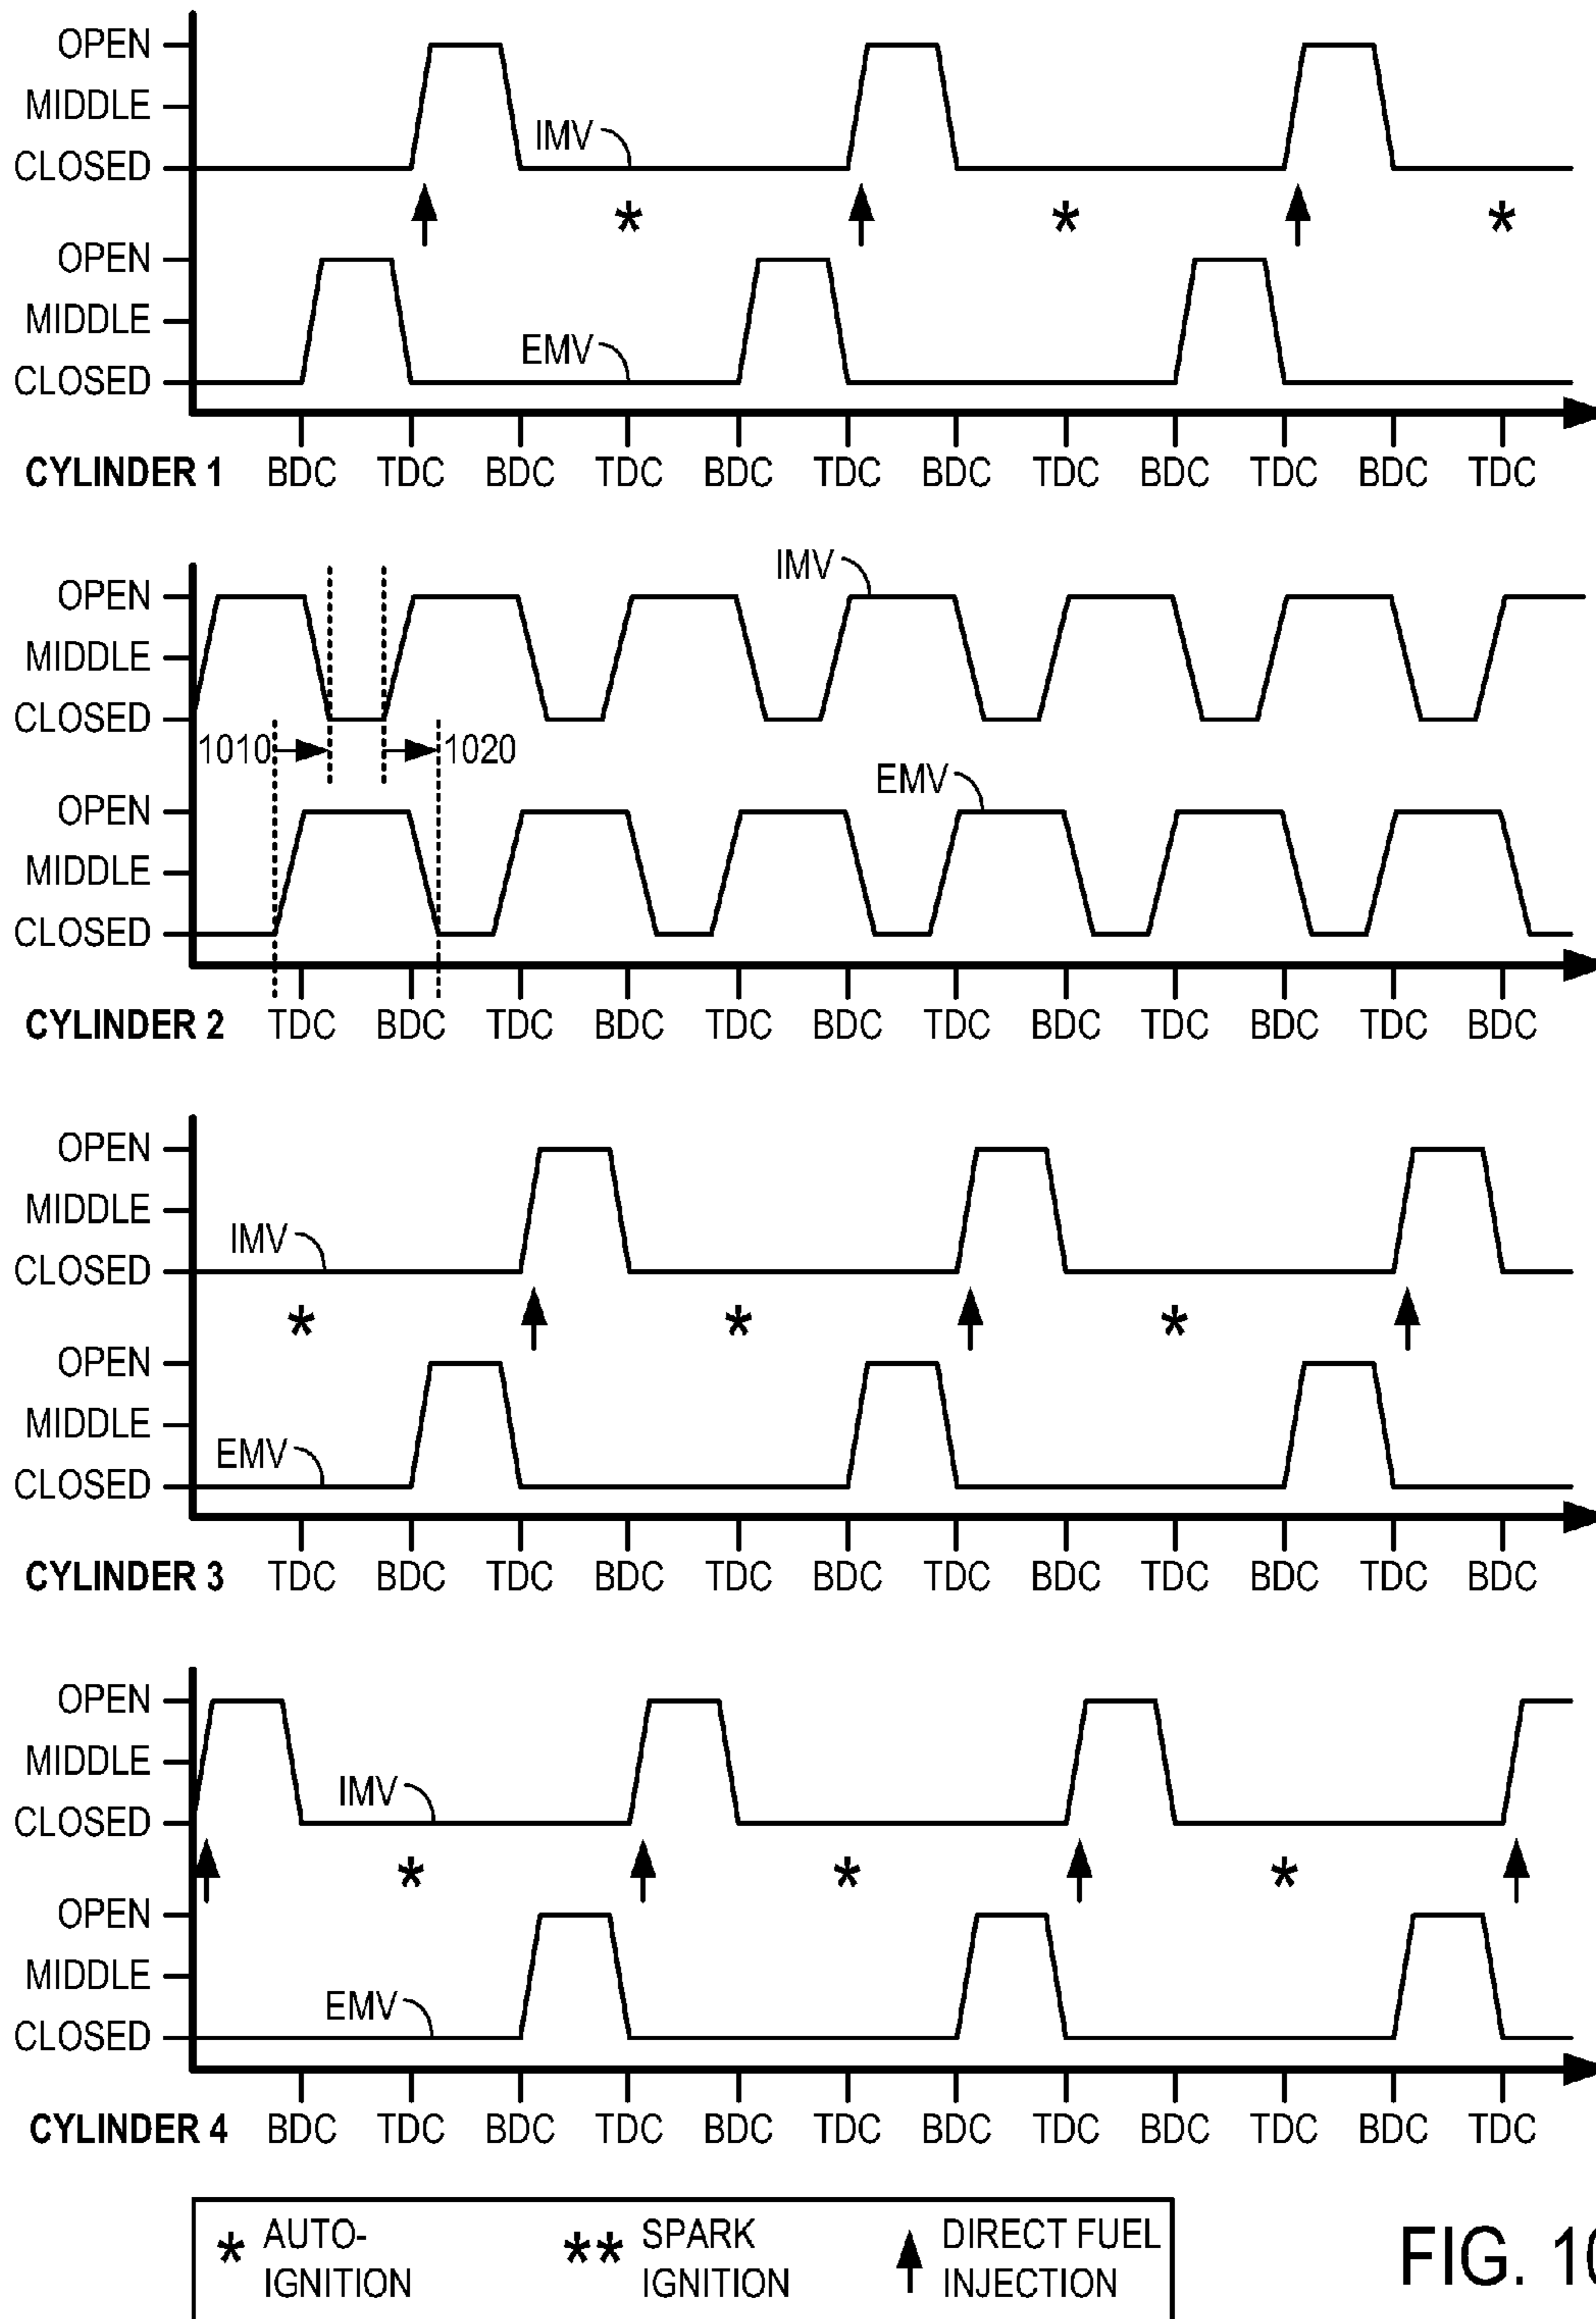 OPEN
MIDDLE
CLOSED
IMV
OPEN
MIDDLE
CLOSED
EMV
CYLINDER 1 BDC TDC BDC TDC BDC TDC BDC TDC BDC TDC BDC TDC
IMV
OPEN
MIDDLE
CLOSED
1010 1020
EMV
OPEN
MIDDLE
CLOSED
CYLINDER 2 TDC BDC TDC BDC TDC BDC TDC BDC TDC BDC TDC BDC
OPEN
MIDDLE
IMV
CLOSED
* * *
OPEN
MIDDLE
EMV
CLOSED
CYLINDER 3 TDC BDC TDC BDC TDC BDC TDC BDC TDC BDC TDC BDC
OPEN
MIDDLE
IMV
CLOSED
* * *
OPEN
MIDDLE
EMV
CLOSED
CYLINDER 4 BDC TDC BDC TDC BDC TDC BDC TDC BDC TDC BDC TDC
* AUTO-
IGNITION
** SPARK
IGNITION
DIRECT FUEL
INJECTION
FIG. 10